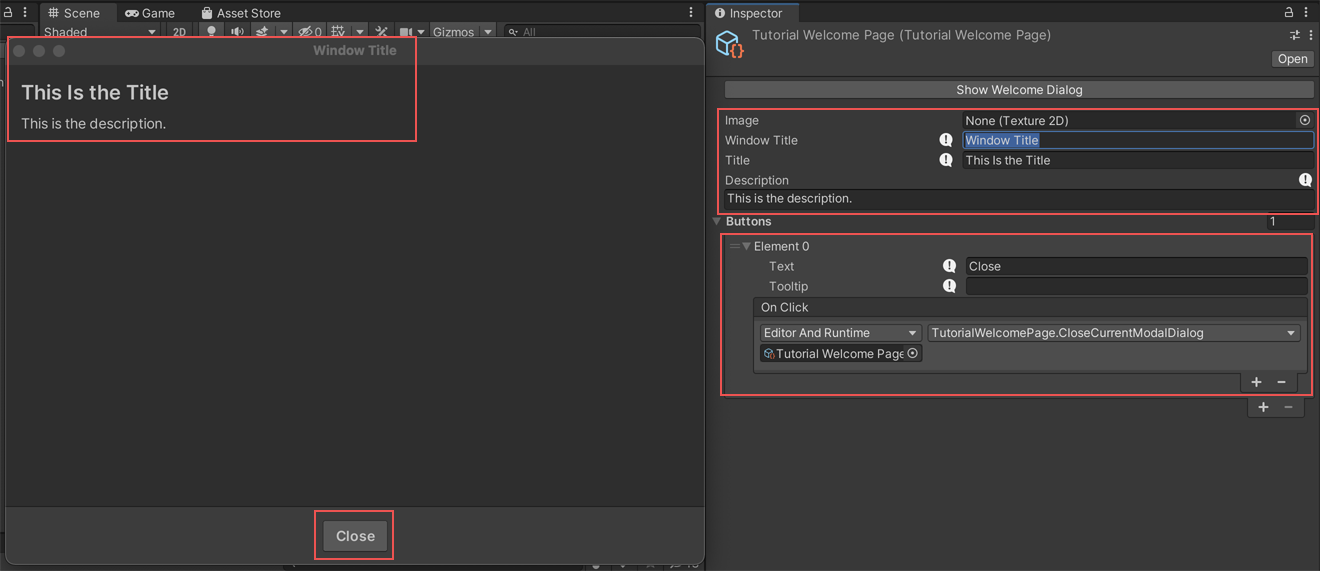 Scene Game Asset Store
Shaded 2D 0 Gizmos All
Window Title
This Is the Title
This is the description.
Close
Inspector
Tutorial Welcome Page (Tutorial Welcome Page)
Open
Show Welcome Dialog
Image None (Texture 2D)
Window Title Window Title
Title This Is the Title
Description
This is the description.
Buttons 1
Element 0
Text Close
Tooltip
On Click
Editor And Runtime TutorialWelcomePage.CloseCurrentModalDialog
Tutorial Welcome Page